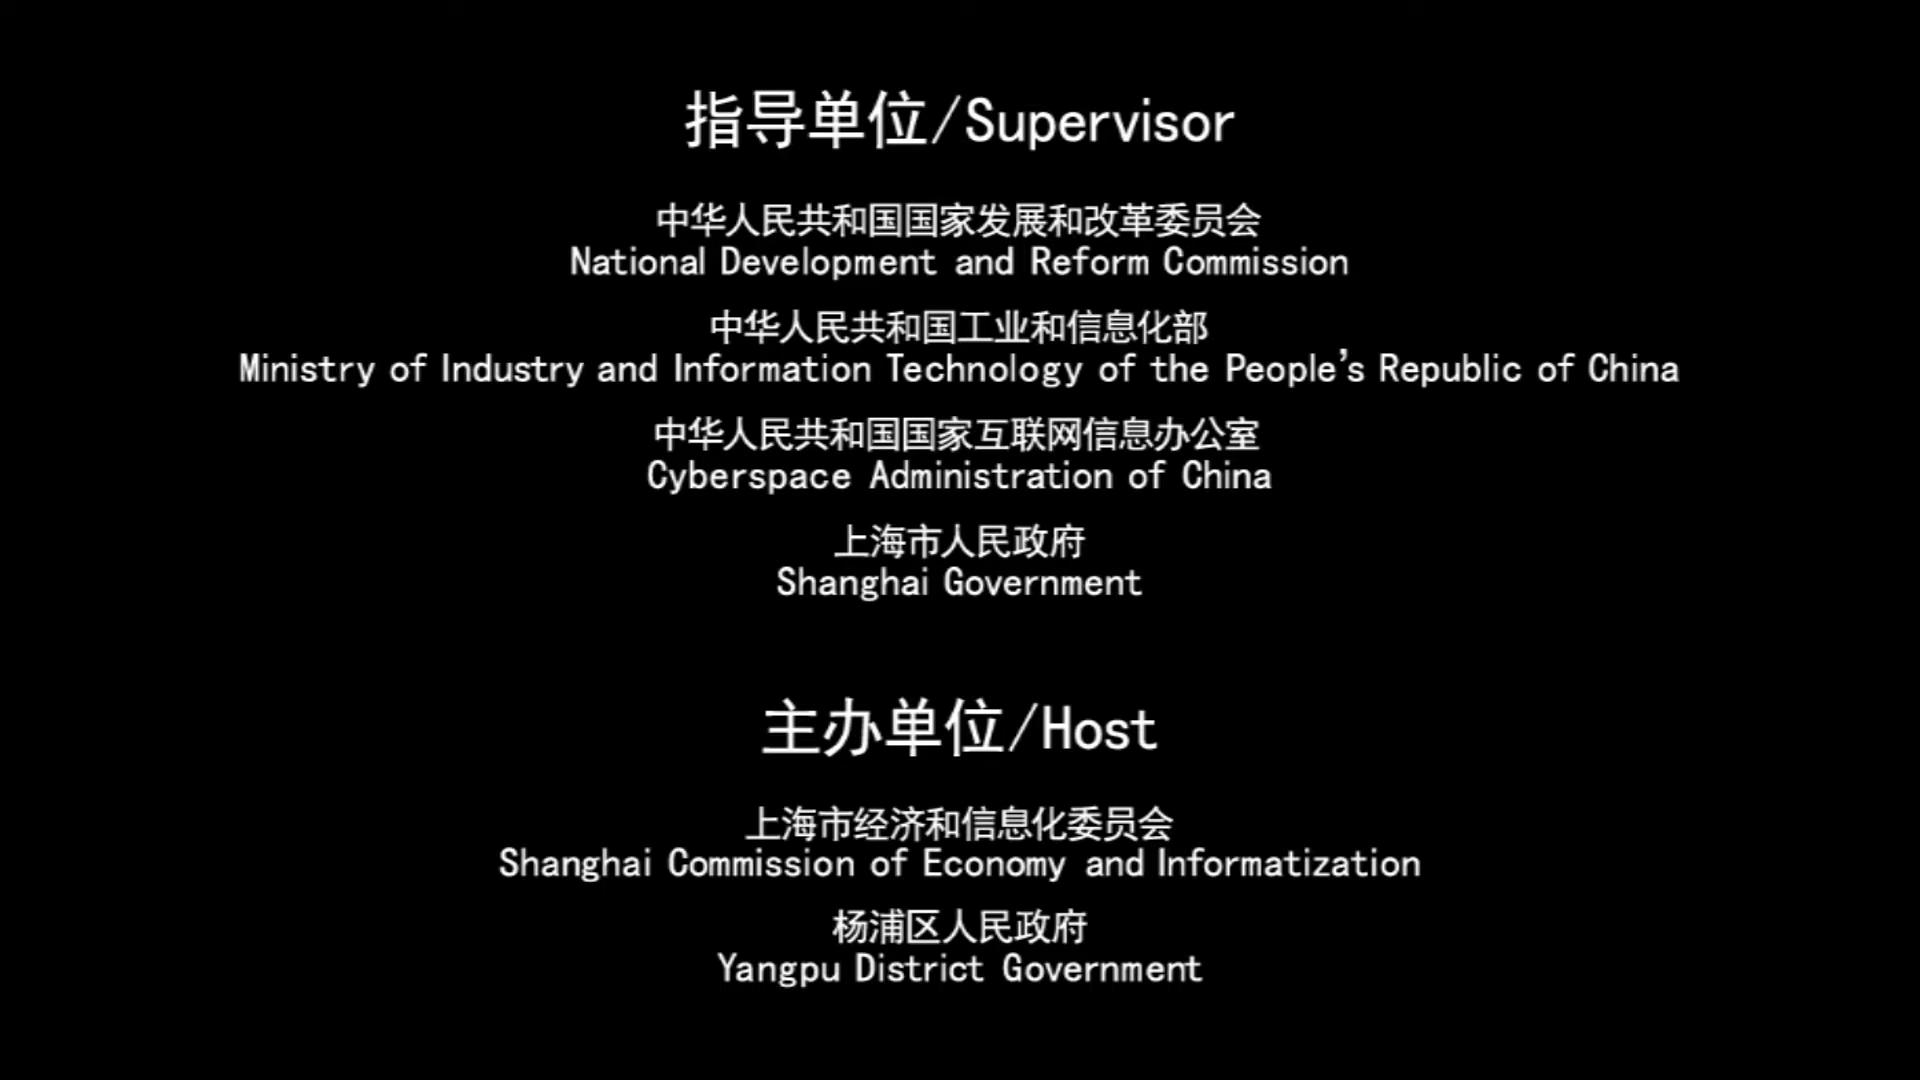 指导单位/Supervisor
中华人民共和国国家发展和改革委员会
National Development and Reform Commission
中华人民共和国工业和信息化部
Ministry of Industry and Information Technology of the People's Republic of China
中华人民共和国国家互联网信息办公室
Cyberspace Administration of China
上海市人民政府
Shanghai Government
主办单位/Host
上海市经济和信息化委员会
Shanghai Commission of Economy and Informatization
杨浦区人民政府
Yangpu District Government